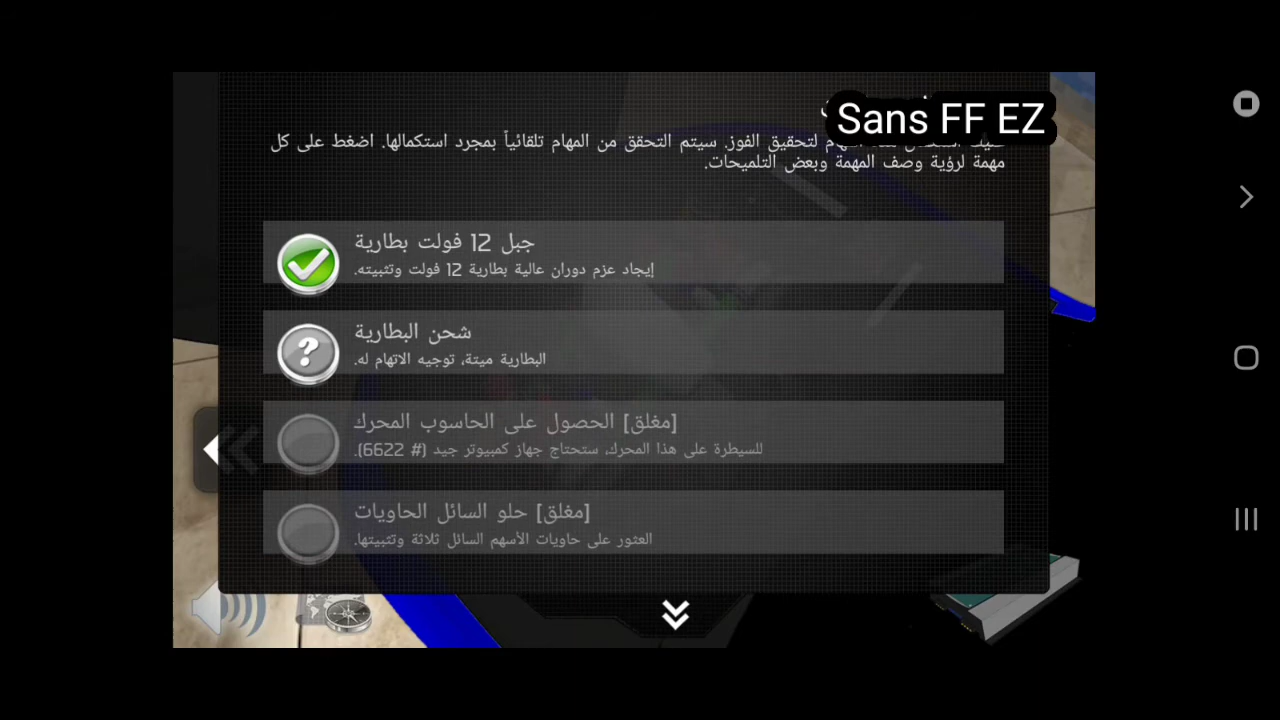 Sans FF EZ
لتحقيق الفوز. سيتم التحقق من المهام تلقائياً بمجرد استكمالها. اضغط على كل
مهمة لرؤية وصف المهمة وبعض التلميحات.
جبل 12 فولت بطارية
إيجاد عزم دوران عالية بطارية 12 فولت وتثبيته.
شحن البطارية
البطارية ميتة، توجيه الاتهام له.
[مغلق] الحصول على الحاسوب المحرك
للسيطرة على هذا المحرك، ستحتاج جهاز كمبيوتر جيد (# 6622).
[مغلق] حلو السائل الحاويات
العثور على حاويات الأسهم السائل ثلاثة وتثبيتها.